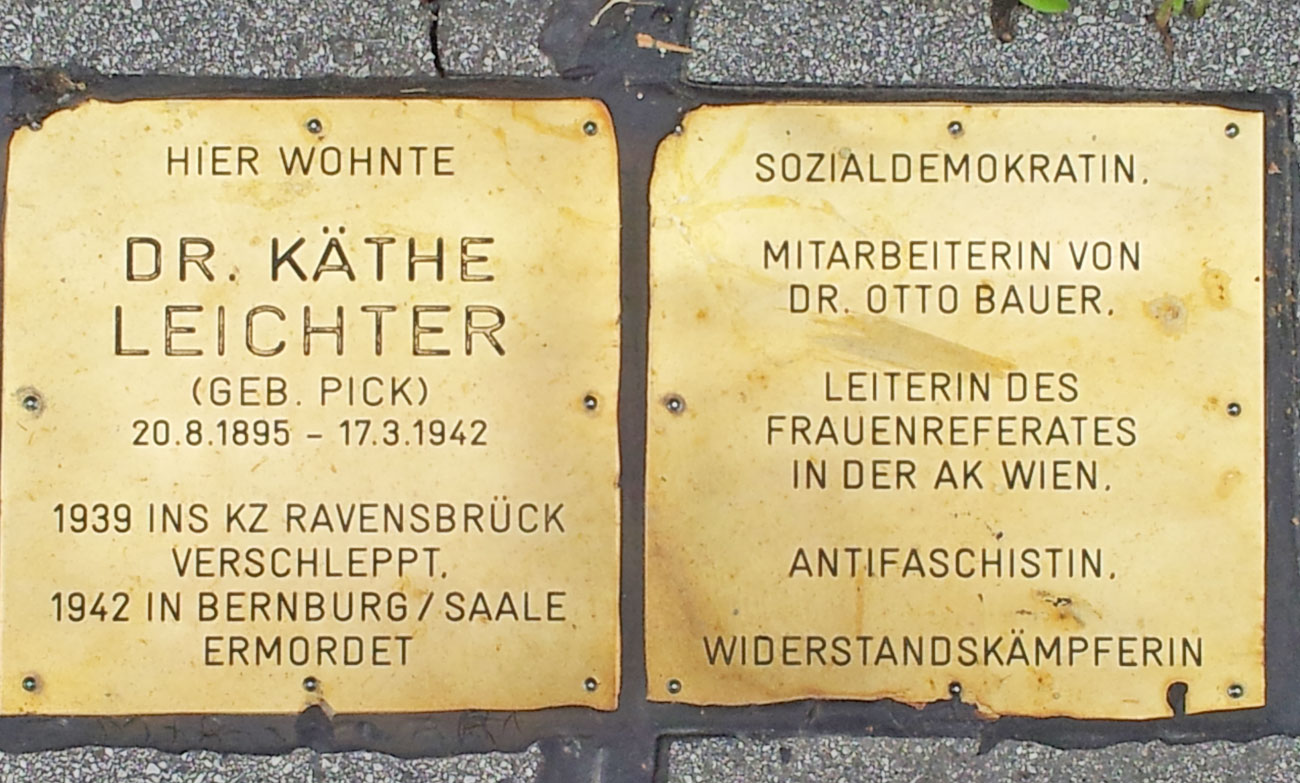 HIER WOHNTE
DR. KÄTHE
LEICHTER
(GEB. PICK)
20.8.1895 – 17.3.1942
1939 INS KZ RAVENSBRÜCK
VERSCHLEPPT,
1942 IN BERNBURG/SAALE
ERMORDET
SOZIALDEMOKRATIN,
MITARBEITERIN VON
DR. OTTO BAUER,
LEITERIN DES
FRAUENREFERATES
IN DER AK WIEN,
ANTIFASCHISTIN,
WIDERSTANDSKÄMPFERIN